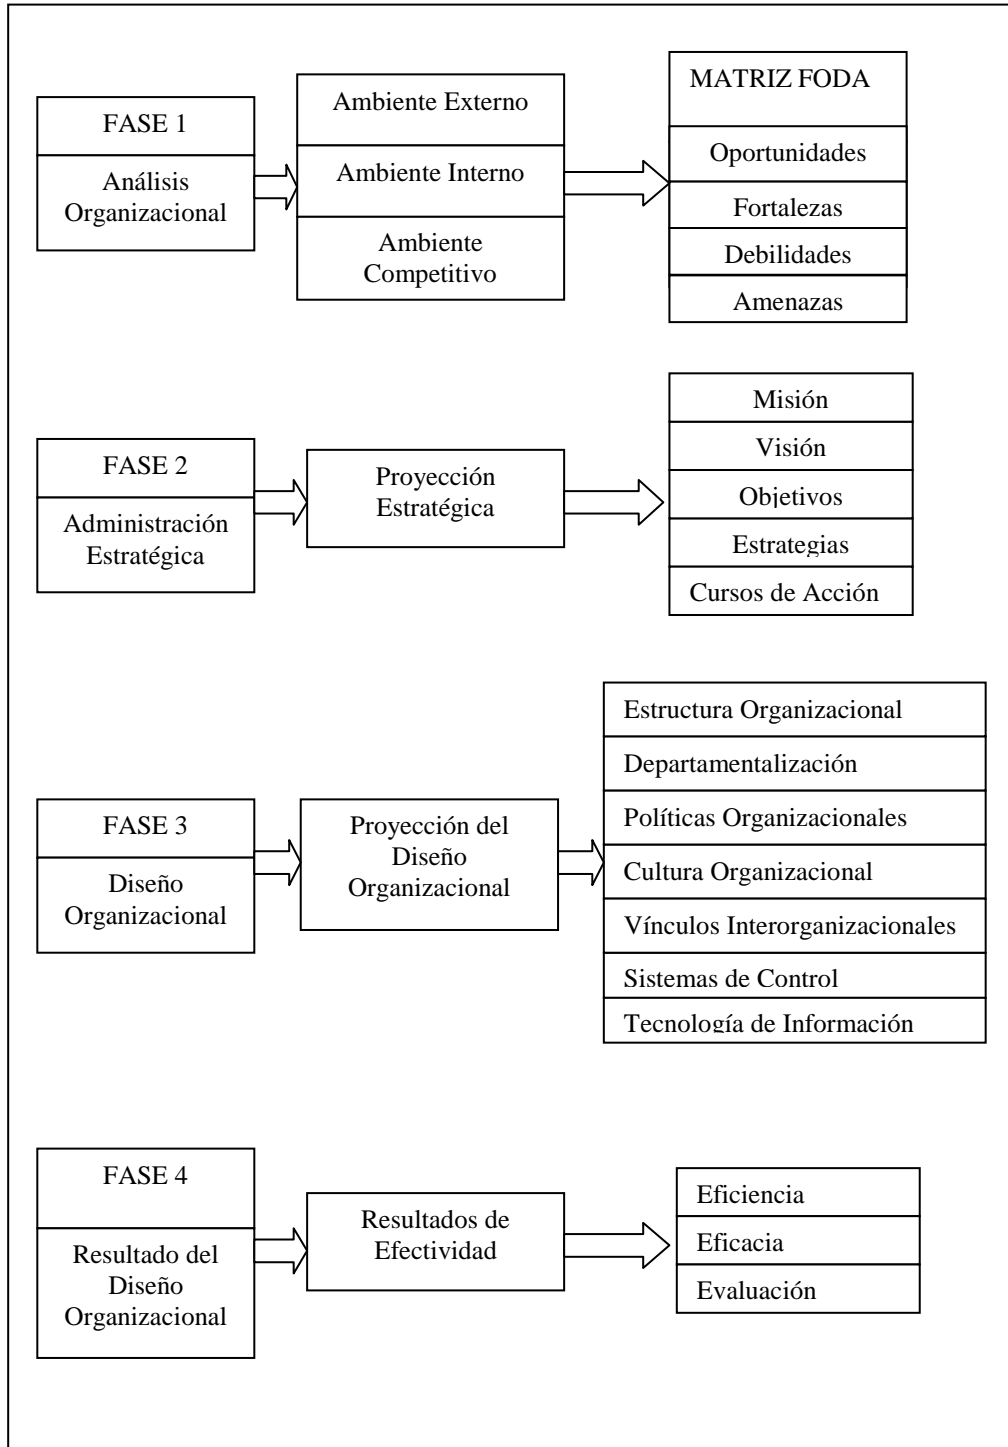 FASE 1
Análisis
Organizacional
Ambiente Externo
Ambiente Interno
Ambiente
Competitivo
MATRIZ FODA
Oportunidades
Fortalezas
Debilidades
Amenazas
FASE 2
Administración
Estratégica
Proyección
Estratégica
Misión
Visión
Objetivos
Estrategias
Cursos de Acción
FASE 3
Diseño
Organizacional
Proyección del
Diseño
Organizacional
Estructura Organizacional
Departamentalización
Políticas Organizacionales
Cultura Organizacional
Vínculos Interorganizacionales
Sistemas de Control
Tecnología de Información
FASE 4
Resultado del
Diseño
Organizacional
Resultados de
Efectividad
Eficiencia
Eficacia
Evaluación